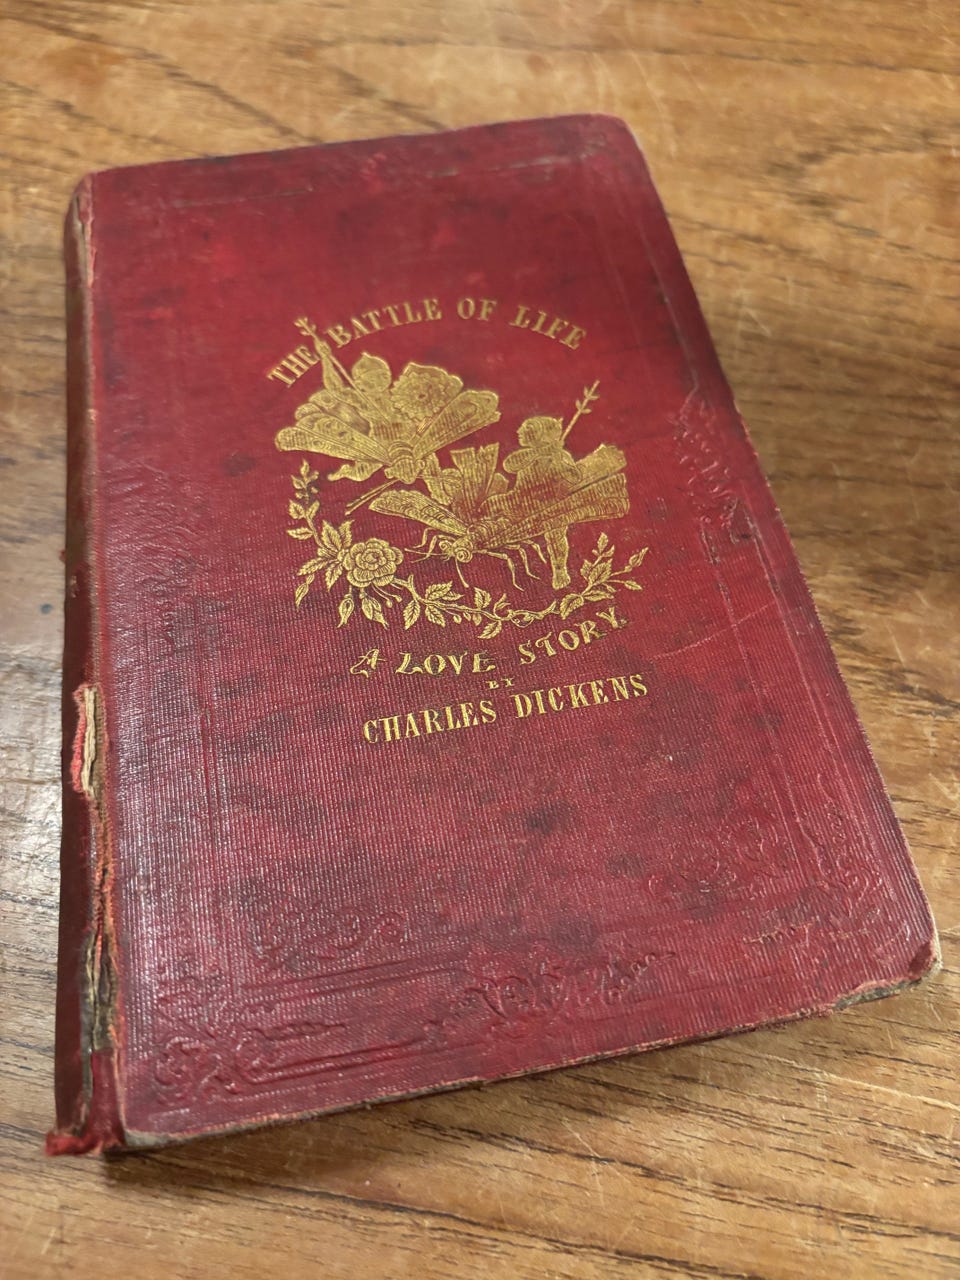 THE BATTLE OF LIFE
A LOVE STORY.
BY
CHARLES DICKENS